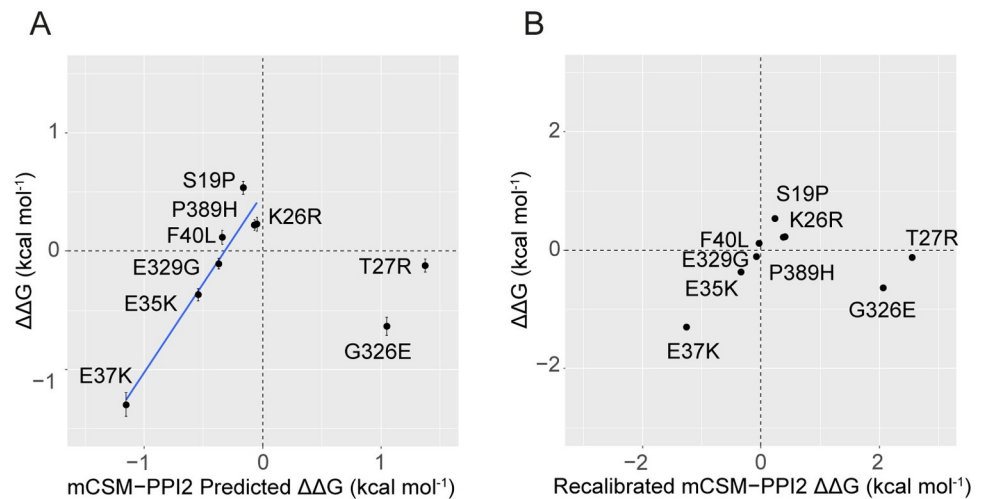 A
ΔΔG (kcal mol-1)
1
0
−1
S19P
P389H
K26R
F40L
E329G
T27R
E35K
G326E
E37K
−1 0 1
mCSM−PPI2 Predicted ΔΔG (kcal mol-1)
B
ΔΔG (kcal mol-1)
2
0
−2
S19P
K26R
F40L
T27R
E329G
P389H
E35K
G326E
E37K
−2 0 2
Recalibrated mCSM−PPI2 ΔΔG (kcal mol-1)